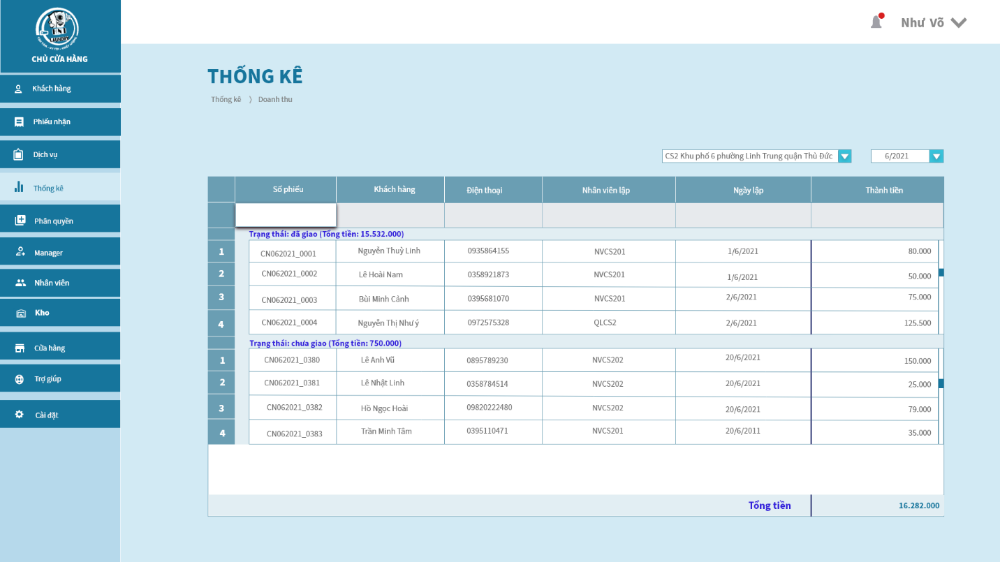 LAUNDRY
CHỦ CỬA HÀNG
Như Võ
Khách hàng
Phiếu nhận
Dịch vụ
Thống kê
Phân quyền
Manager
Nhân viên
Kho
Cửa hàng
Trợ giúp
Cài đặt
THỐNG KÊ
Thống kê 〉 Doanh thu
CS2 Khu phố 6 phường Linh Trung quận Thủ Đức 6/2021
Số phiếu Khách hàng Điện thoại Nhân viên lập Ngày lập Thành tiền
Trạng thái: đã giao (Tổng tiền: 15.532.000)
1 CN062021_0001 Nguyễn Thuỳ Linh 0935864155 NVCS201 1/6/2021 80.000
2 CN062021_0002 Lê Hoài Nam 0358921873 NVCS201 1/6/2021 50.000
3 CN062021_0003 Bùi Minh Cảnh 0395681070 NVCS201 2/6/2021 75.000
4 CN062021_0004 Nguyễn Thị Như ý 0972575328 QLCS2 2/6/2021 125.500
Trạng thái: chưa giao (Tổng tiền: 750.000)
1 CN062021_0380 Lê Anh Vũ 0895789230 NVCS202 20/6/2021 150.000
2 CN062021_0381 Lê Nhật Linh 0358784514 NVCS202 20/6/2021 25.000
3 CN062021_0382 Hồ Ngọc Hoài 09820222480 NVCS202 20/6/2021 79.000
4 CN062021_0383 Trần Minh Tâm 0395110471 NVCS201 20/6/2011 35.000
Tổng tiền 16.282.000